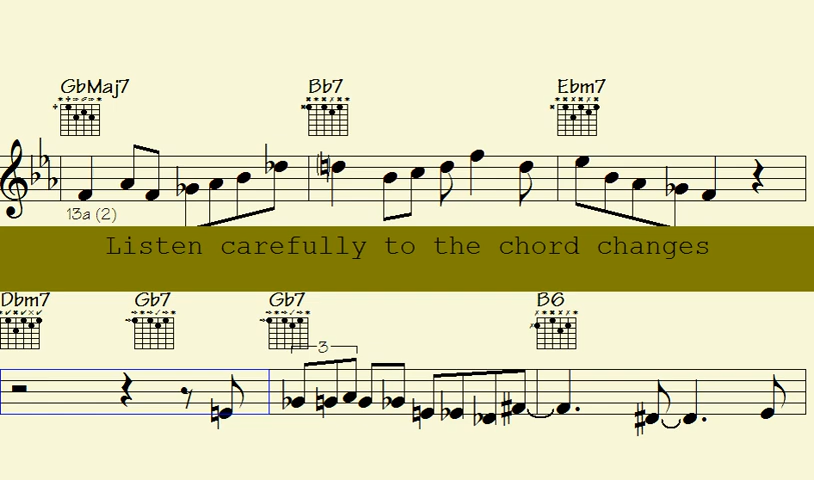 GbMaj7 Bb7 Ebm7
13a (2)
Listen carefully to the chord changes
Dbm7 Gb7 Gb7 B6
3